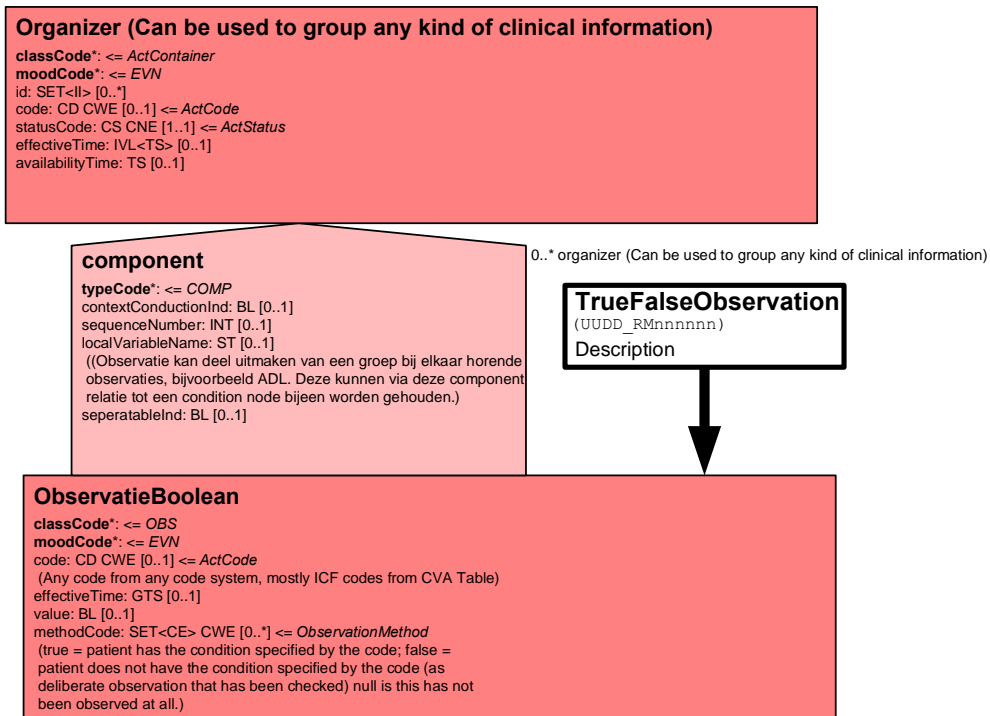 Organizer (Can be used to group any kind of clinical information)
classCode*: <= ActContainer
moodCode*: <= EVN
id: SET<II> [0..*]
code: CD CWE [0..1] <= ActCode
statusCode: CS CNE [1..1] <= ActStatus
effectiveTime: IVL<TS> [0..1]
availabilityTime: TS [0..1]
0..* organizer (Can be used to group any kind of clinical information)
component
typeCode*: <= COMP
contextConductionInd: BL [0..1]
sequenceNumber: INT [0..1]
localVariableName: ST [0..1]
((Observatie kan deel uitmaken van een groep bij elkaar horende
observaties, bijvoorbeeld ADL. Deze kunnen via deze component
relatie tot een condition node bijeen worden gehouden.)
seperatableInd: BL [0..1]
TrueFalseObservation
(UUDD_RMnnnnnn)
Description
ObservatieBoolean
classCode*: <= OBS
moodCode*: <= EVN
code: CD CWE [0..1] <= ActCode
(Any code from any code system, mostly ICF codes from CVA Table)
effectiveTime: GTS [0..1]
value: BL [0..1]
methodCode: SET<CE> CWE [0..*] <= ObservationMethod
(true = patient has the condition specified by the code; false =
patient does not have the condition specified by the code (as
deliberate observation that has been checked) null is this has not
been observed at all.)